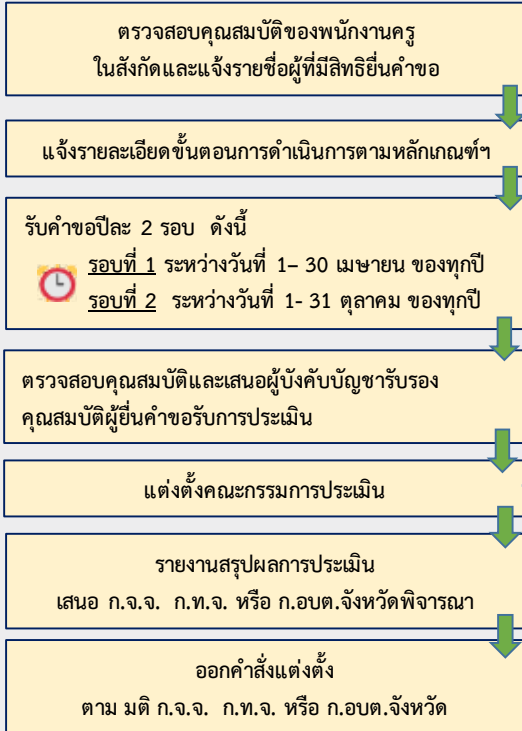 ตรวจสอบคุณสมบัติของพนักงานครู
ในสังกัดและแจ้งรายชื่อผู้ที่มีสิทธิยื่นคำขอ
แจ้งรายละเอียดขั้นตอนการดำเนินการตามหลักเกณฑ์ฯ
รับคำขอปีละ 2 รอบ ดังนี้
รอบที่ 1 ระหว่างวันที่ 1– 30 เมษายน ของทุกปี
รอบที่ 2 ระหว่างวันที่ 1- 31 ตุลาคม ของทุกปี
ตรวจสอบคุณสมบัติและเสนอผู้บังคับบัญชารับรอง
คุณสมบัติผู้ยื่นคำขอรับการประเมิน
แต่งตั้งคณะกรรมการประเมิน
รายงานสรุปผลการประเมิน
เสนอ ก.จ.จ. ก.ท.จ. หรือ ก.อบต.จังหวัดพิจารณา
ออกคำสั่งแต่งตั้ง
ตาม มติ ก.จ.จ. ก.ท.จ. หรือ ก.อบต.จังหวัด